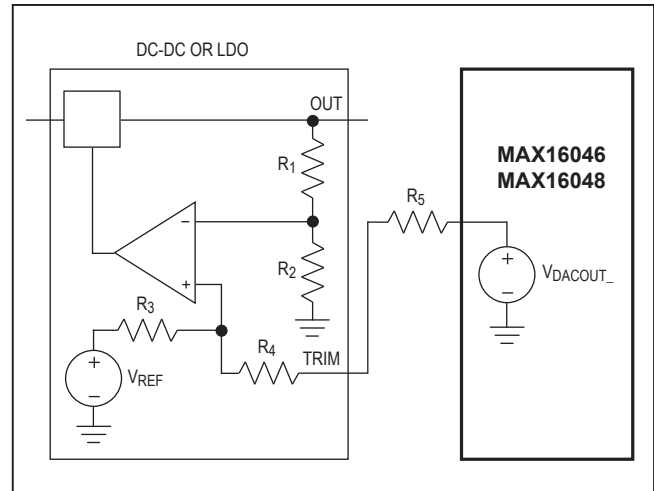 DC-DC OR LDO
OUT
R1
MAX16046
MAX16048
R5
−
R2
+
VDACOUT_
+
−
R3
R4
TRIM
+
−
VREF